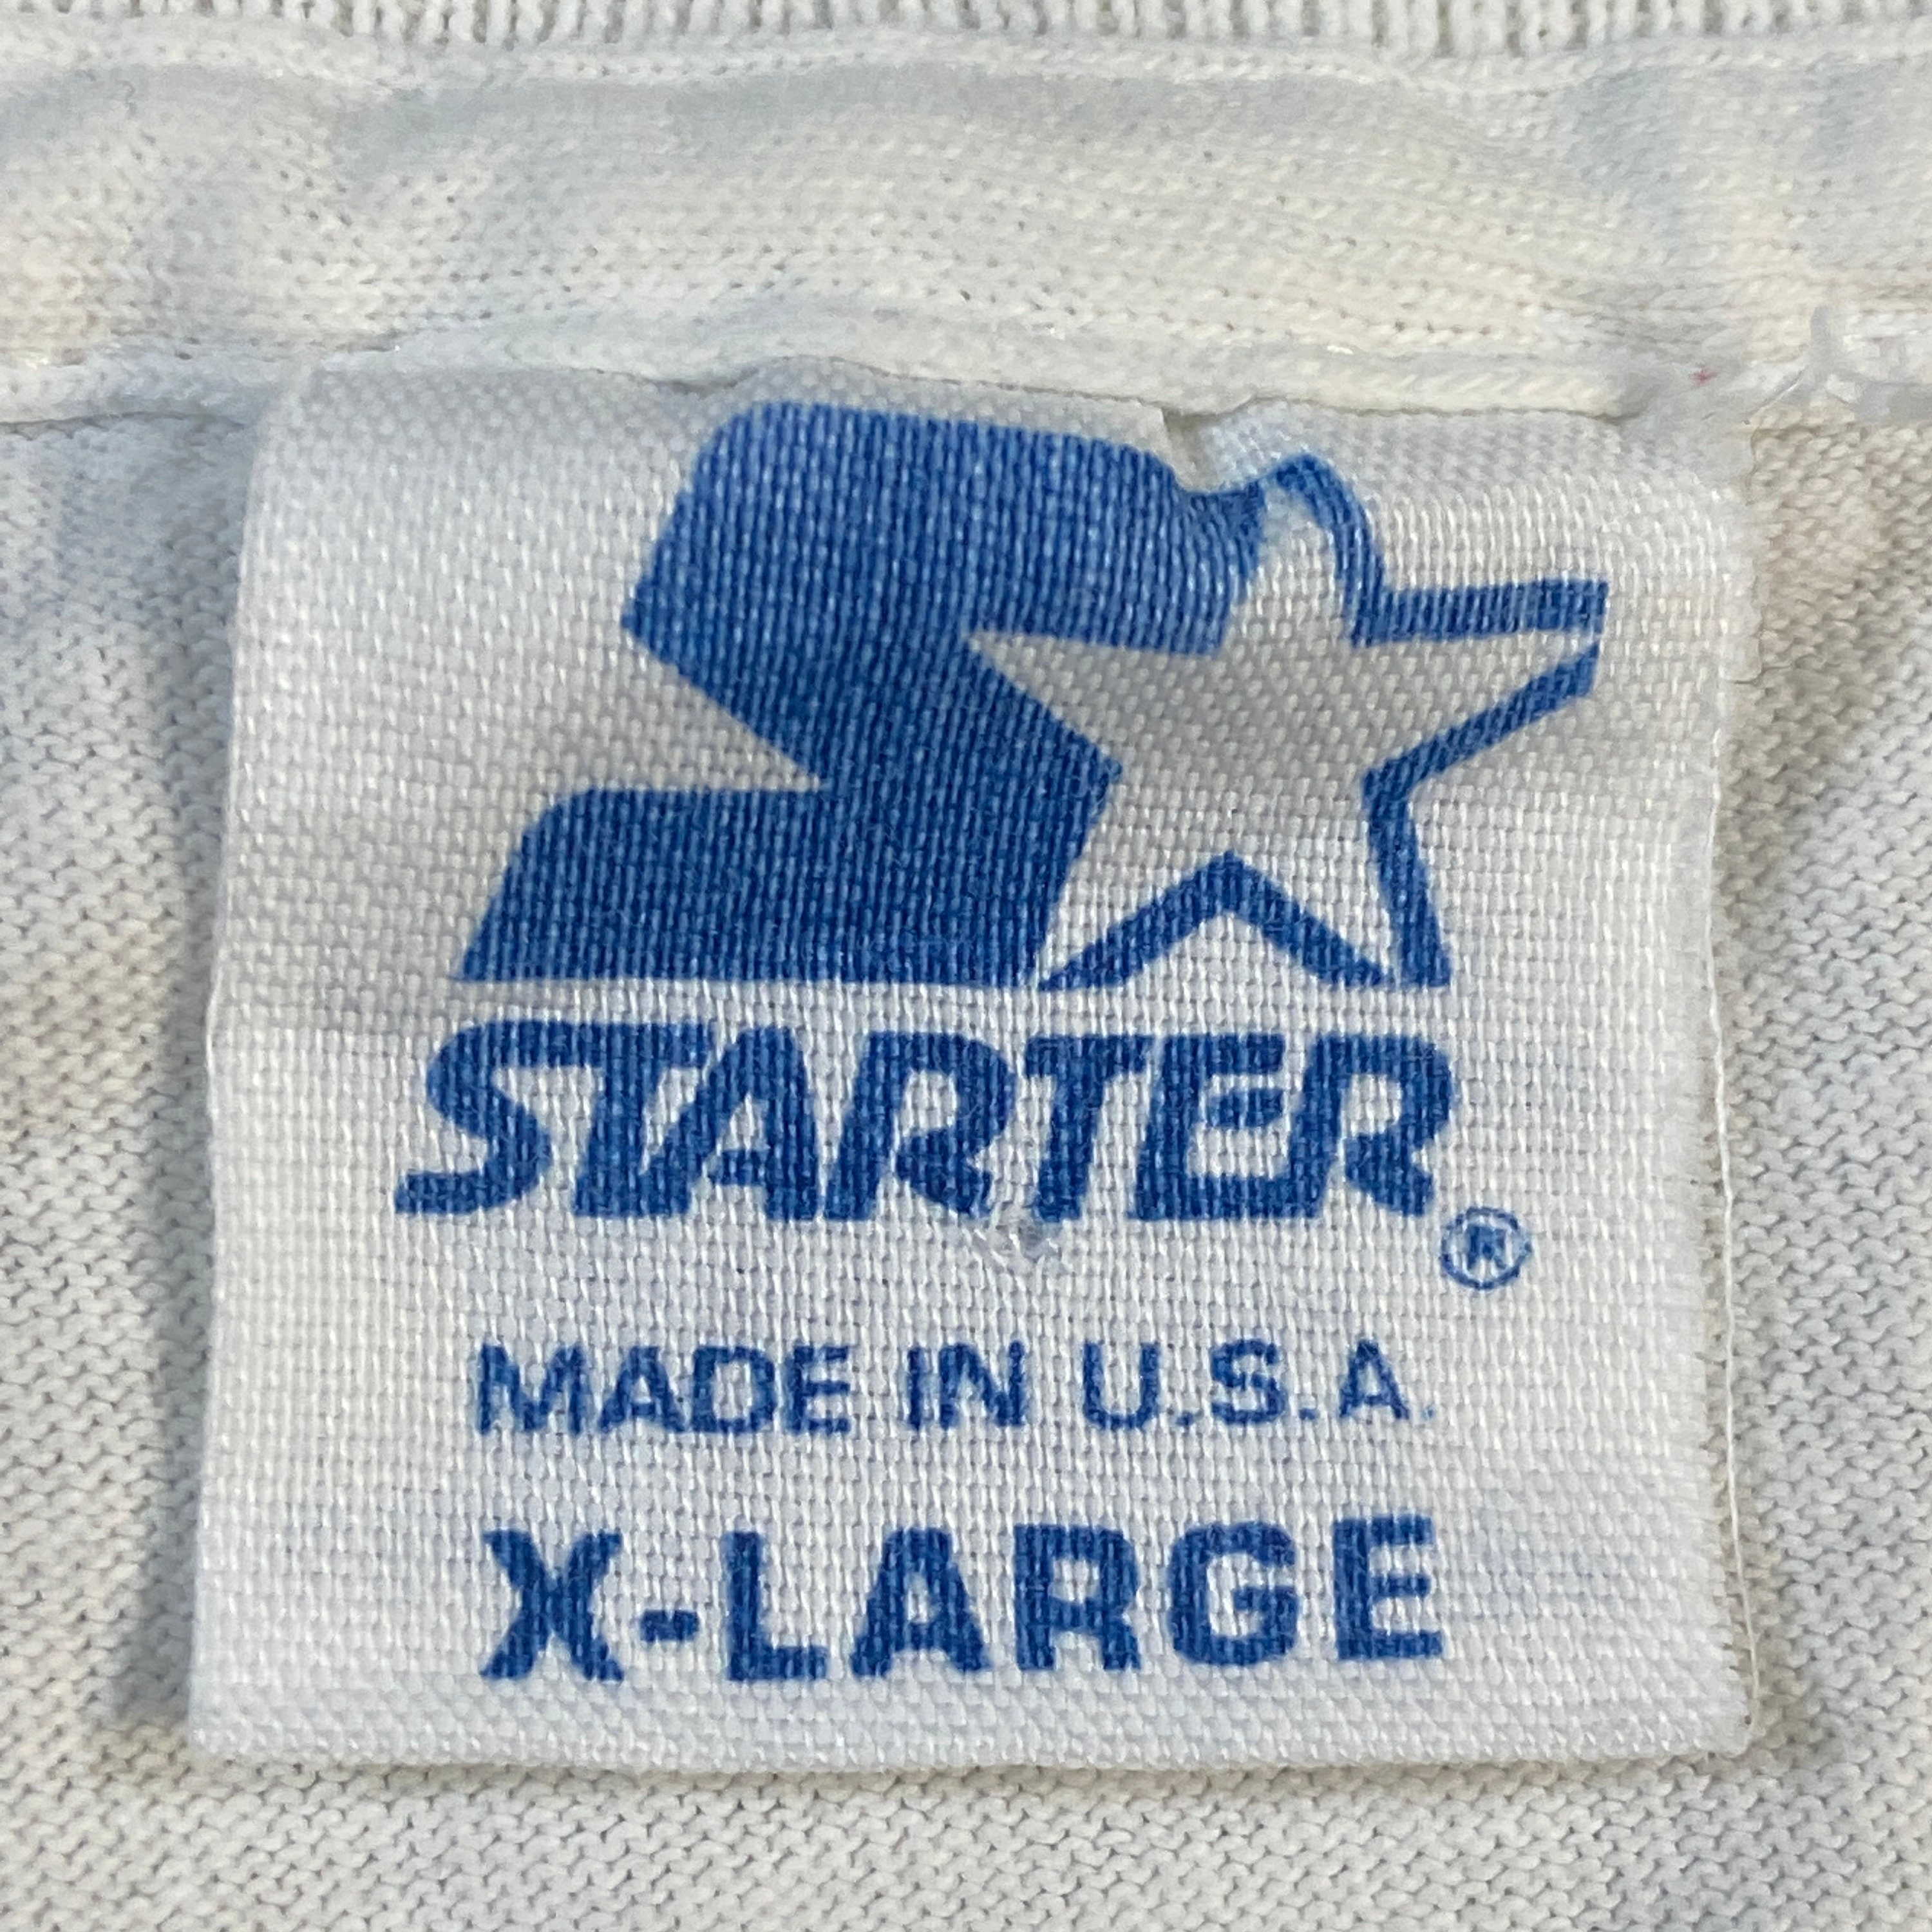 STARTER®
MADE IN U.S.A.
X-LARGE